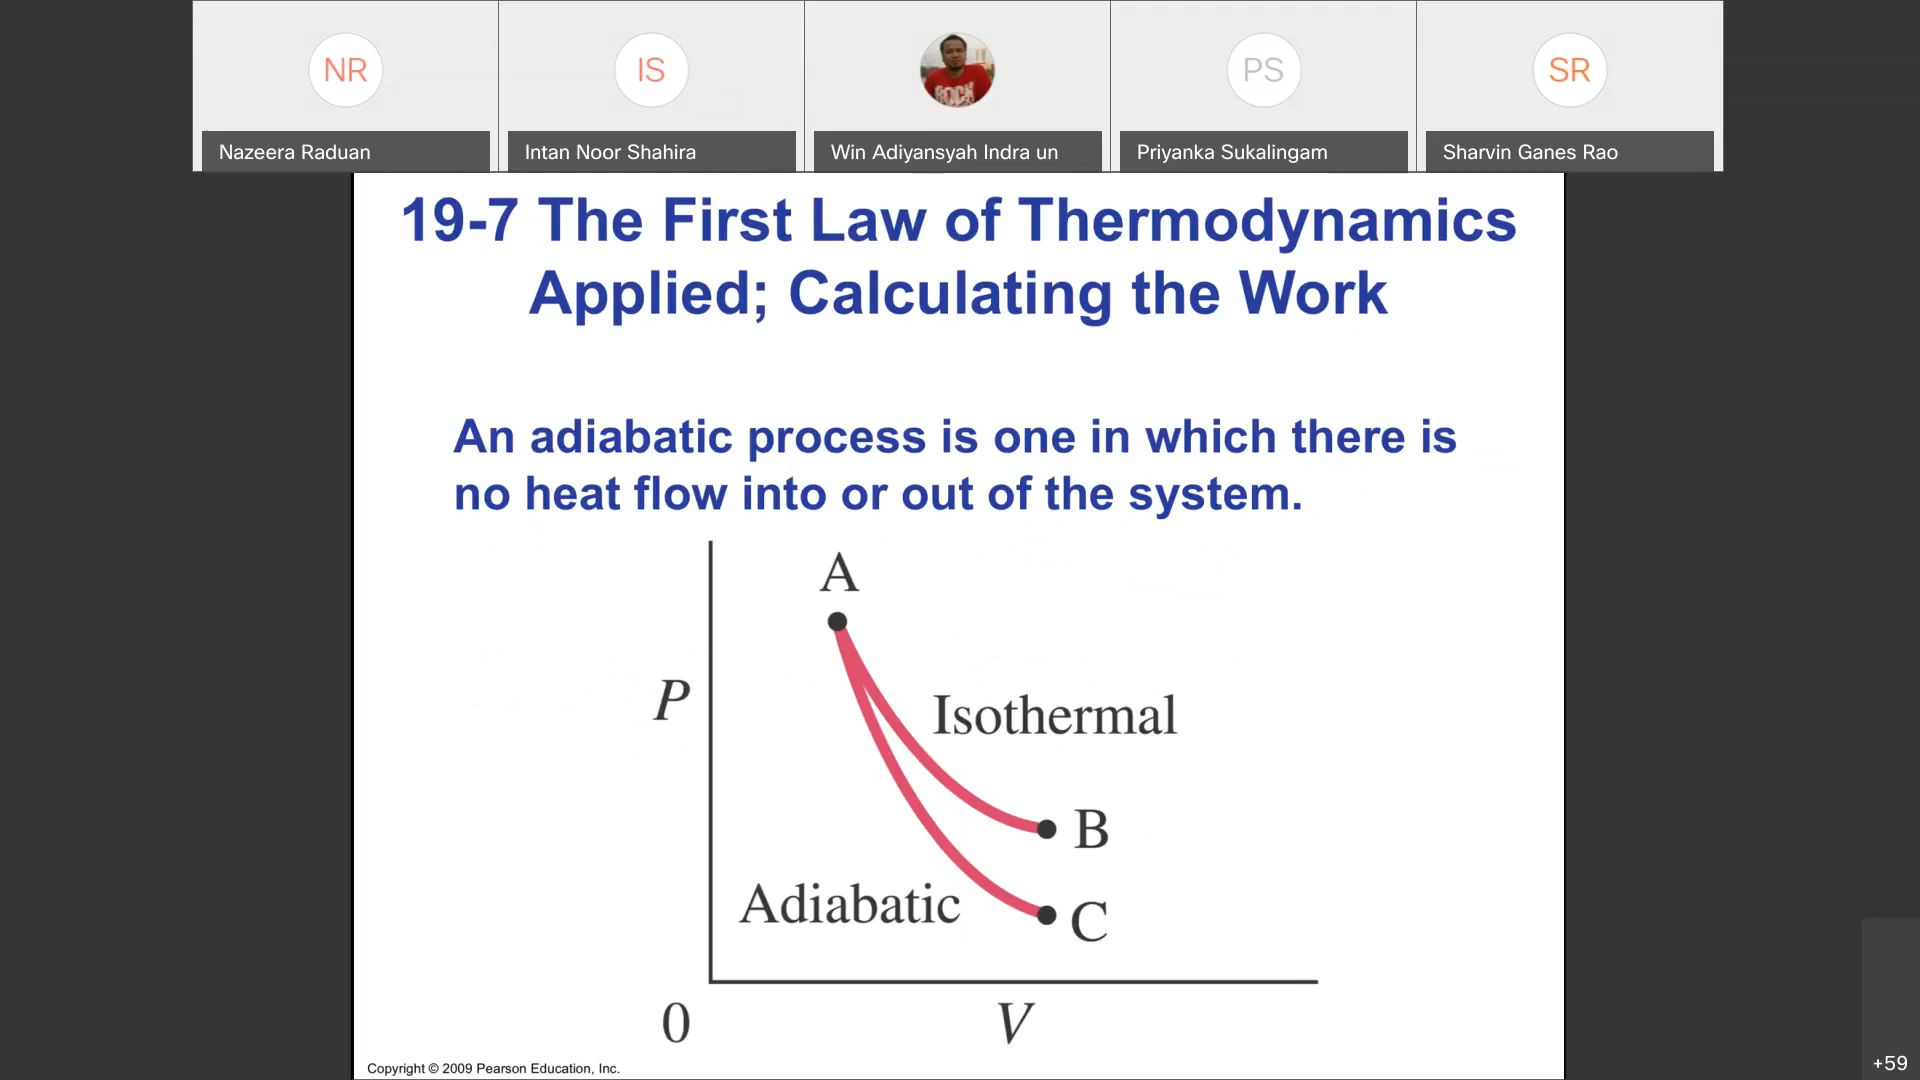 NR
IS
PS
SR
Nazeera Raduan
Intan Noor Shahira
Win Adiyansyah Indra un
Priyanka Sukalingam
Sharvin Ganes Rao
19-7 The First Law of Thermodynamics
Applied; Calculating the Work
An adiabatic process is one in which there is
no heat flow into or out of the system.
A
P
Isothermal
B
Adiabatic
C
0
V
Copyright © 2009 Pearson Education, Inc.
+59